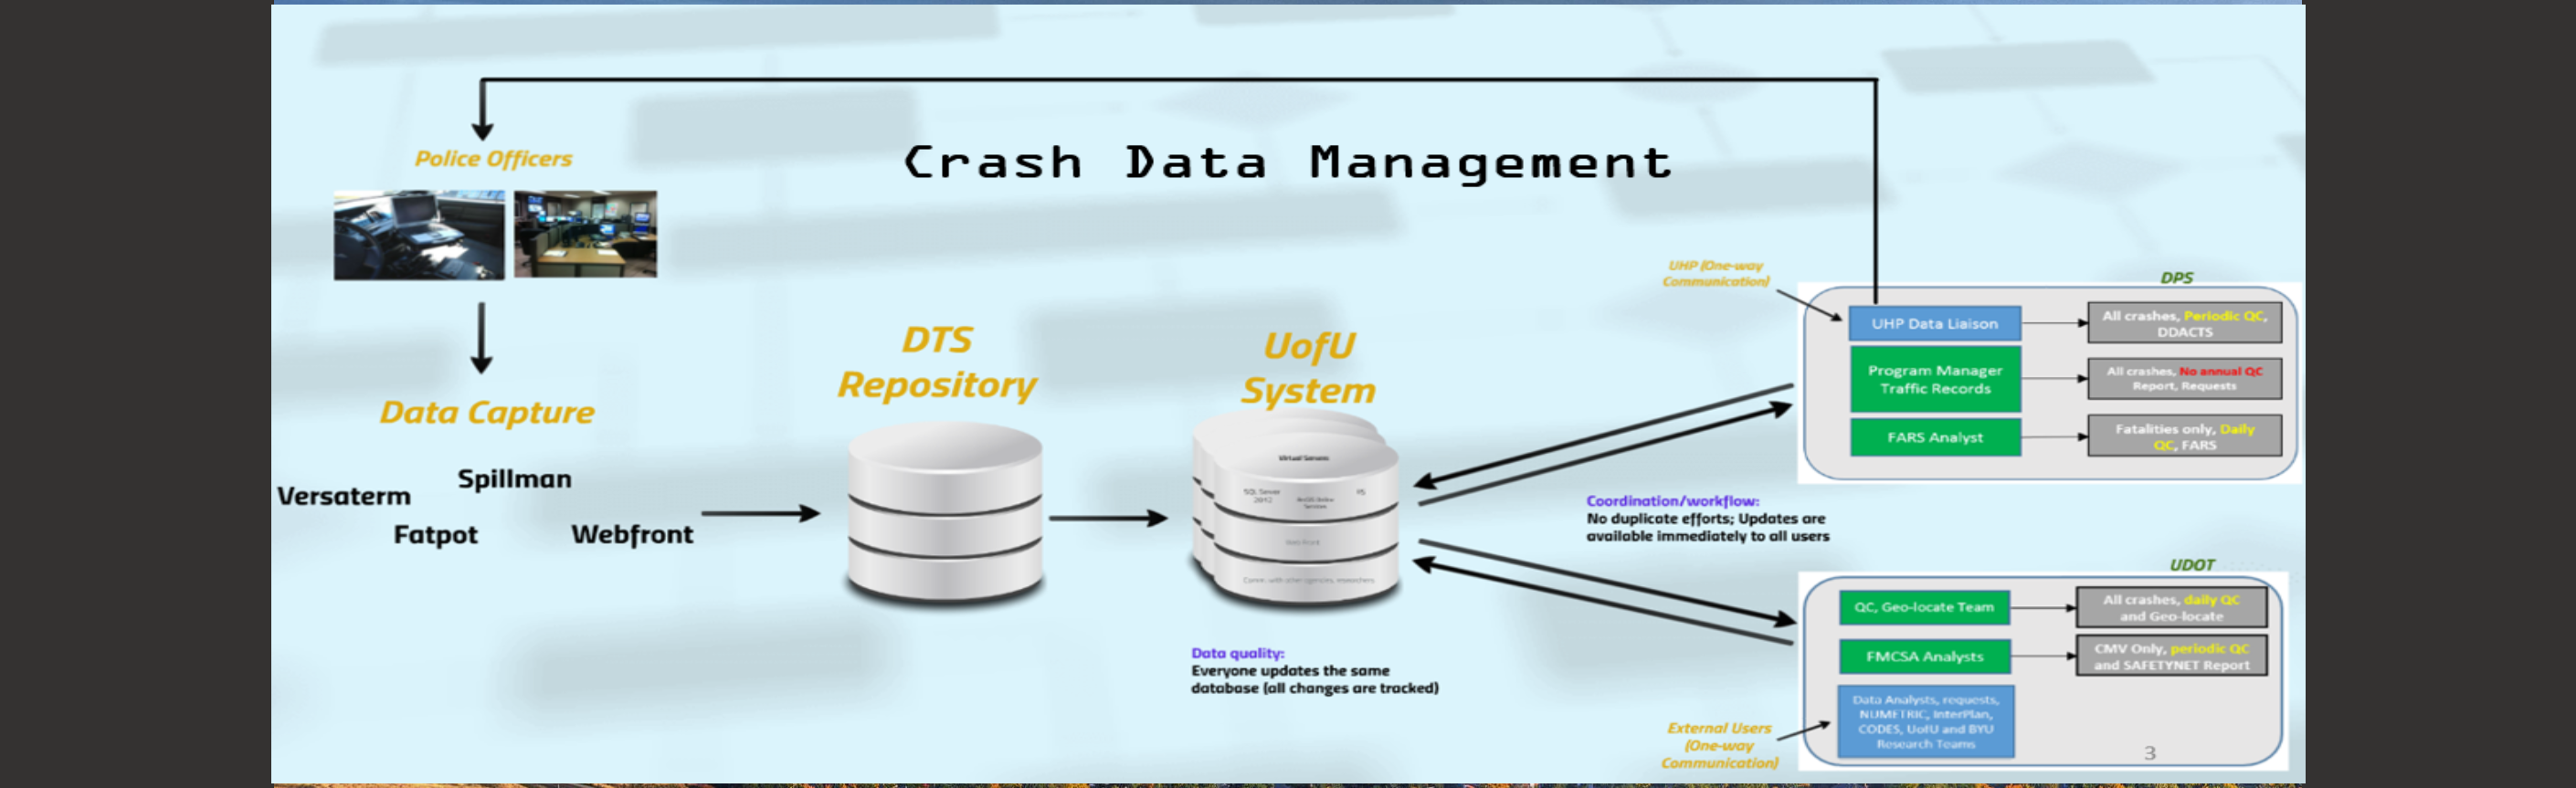 Crash Data Management
Police Officers
Data Capture
Versaterm
Spillman
Fatpot
Webfront
DTS
Repository
UofU
System
Virtual Servers
SQL Server
2012
ArcGIS Online
Services
Comm. with other agencies, researchers
Data quality:
Everyone updates the same
database (all changes are tracked)
Coordination/workflow:
No duplicate efforts; Updates are
available immediately to all users
UHP (One-way
Communication)
DPS
UHP Data Liaison
All crashes, Periodic QC,
DDACTS
Program Manager
Traffic Records
All crashes, No annual QC
Report, Requests
FARS Analyst
Fatalities only, Daily
QC, FARS
UDOT
QC, Geo-locate Team
All crashes, daily QC
and Geo-locate
FMCSA Analysts
CMV Only, periodic QC
and SAFETYNET Report
Data Analysts, requests,
NUMETRIC, InterPlan,
CODES, UofU and BYU
Research Teams
External Users
(One-way
Communication)
3